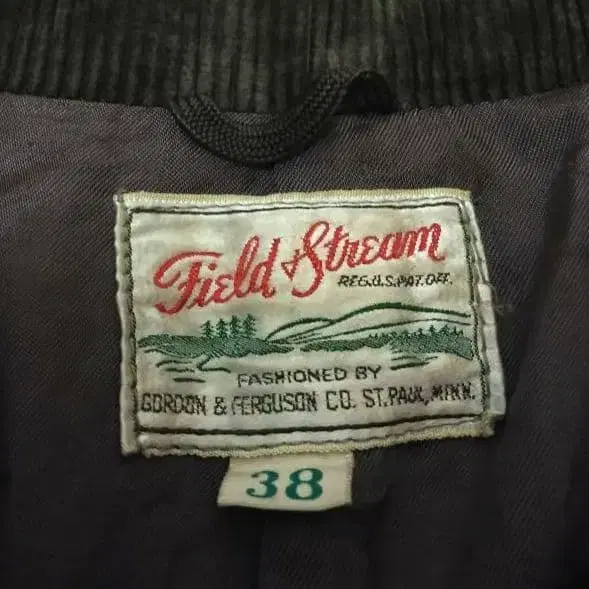 Field & Stream
REG.U.S.PAT.OFF.
FASHIONED BY
GORDON & FERGUSON CO. ST. PAUL, MINN.
38